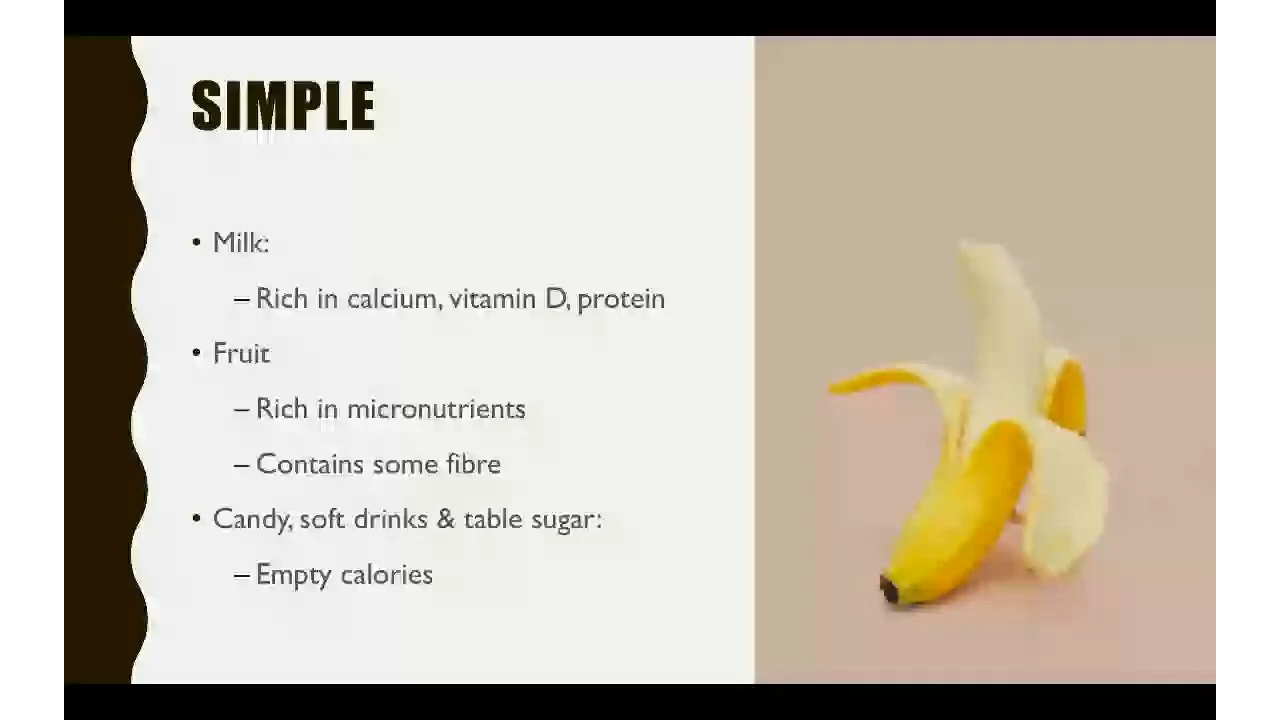 SIMPLE
• Milk:
– Rich in calcium, vitamin D, protein
• Fruit
– Rich in micronutrients
– Contains some fibre
• Candy, soft drinks & table sugar:
– Empty calories